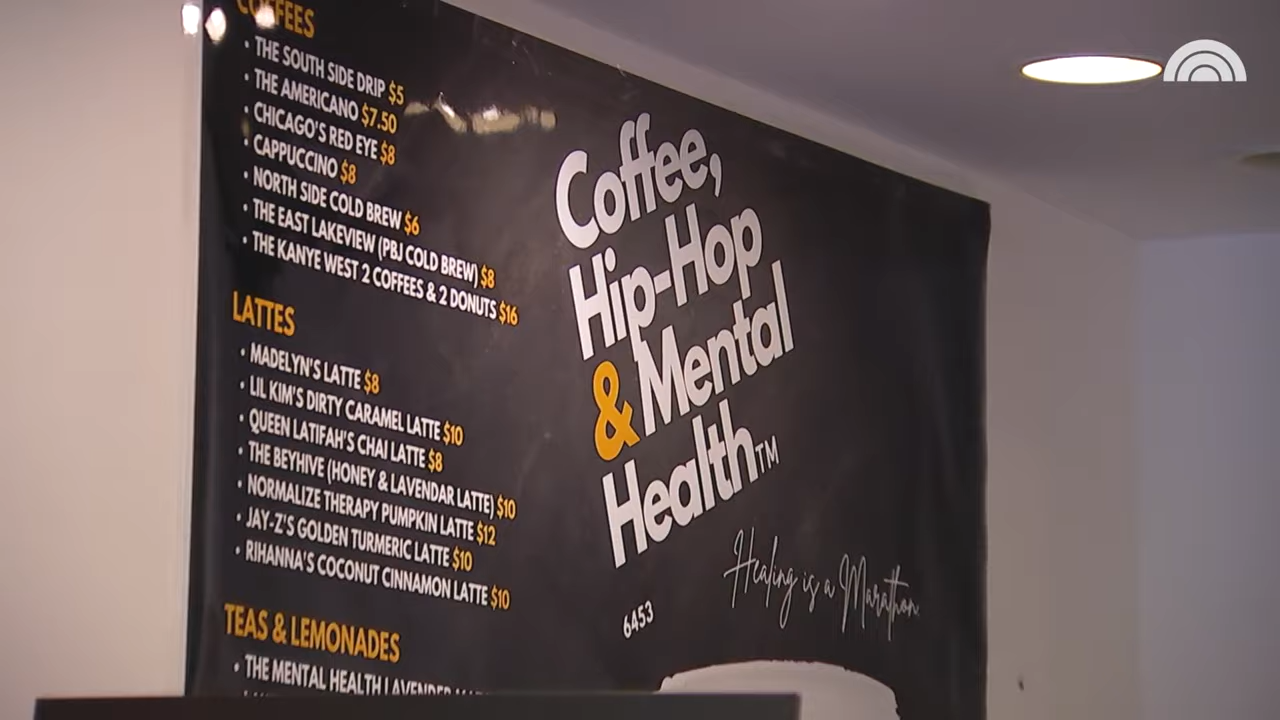 COFFEES
• THE SOUTH SIDE DRIP $5
• THE AMERICANO $7.50
• CHICAGO'S RED EYE $8
• CAPPUCCINO $8
• NORTH SIDE COLD BREW $6
• THE EAST LAKEVIEW (PBJ COLD BREW) $8
• THE KANYE WEST 2 COFFEES & 2 DONUTS $16
LATTES
• MADELYN'S LATTE $8
• LIL KIM'S DIRTY CARAMEL LATTE $10
• QUEEN LATIFAH'S CHAI LATTE $8
• THE BEYHIVE (HONEY & LAVENDAR LATTE) $10
• NORMALIZE THERAPY PUMPKIN LATTE $12
• JAY-Z'S GOLDEN TURMERIC LATTE $10
• RIHANNA'S COCONUT CINNAMON LATTE $10
TEAS & LEMONADES
• THE MENTAL HEALTH LAVENDER
Coffee,
Hip-Hop
& Mental
Health™
Healing is a Marathon
6453